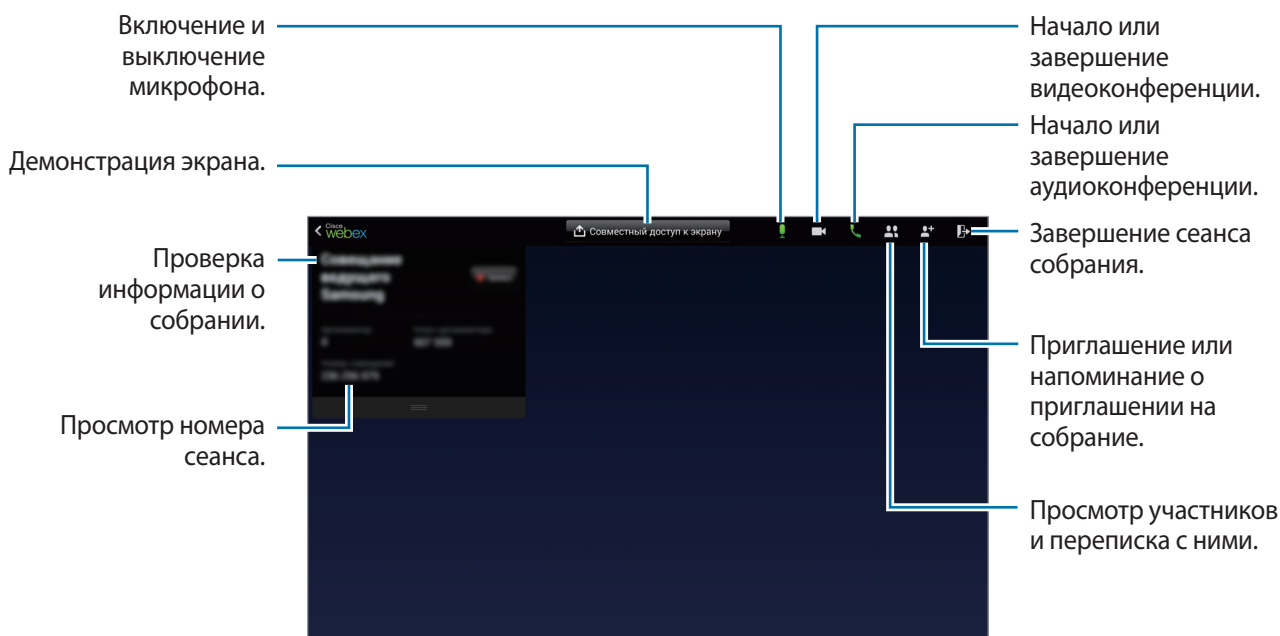 Включение и
выключение
микрофона.
Демонстрация экрана.
Проверка
информации о
собрании.
Просмотр номера
сеанса.
Cisco
webex
Совместный доступ к экрану
Совещание
ведущего
Samsung
Начало или
завершение
видеоконференции.
Начало или
завершение
аудиоконференции.
Завершение сеанса
собрания.
Приглашение или
напоминание о
приглашении на
собрание.
Просмотр участников
и переписка с ними.